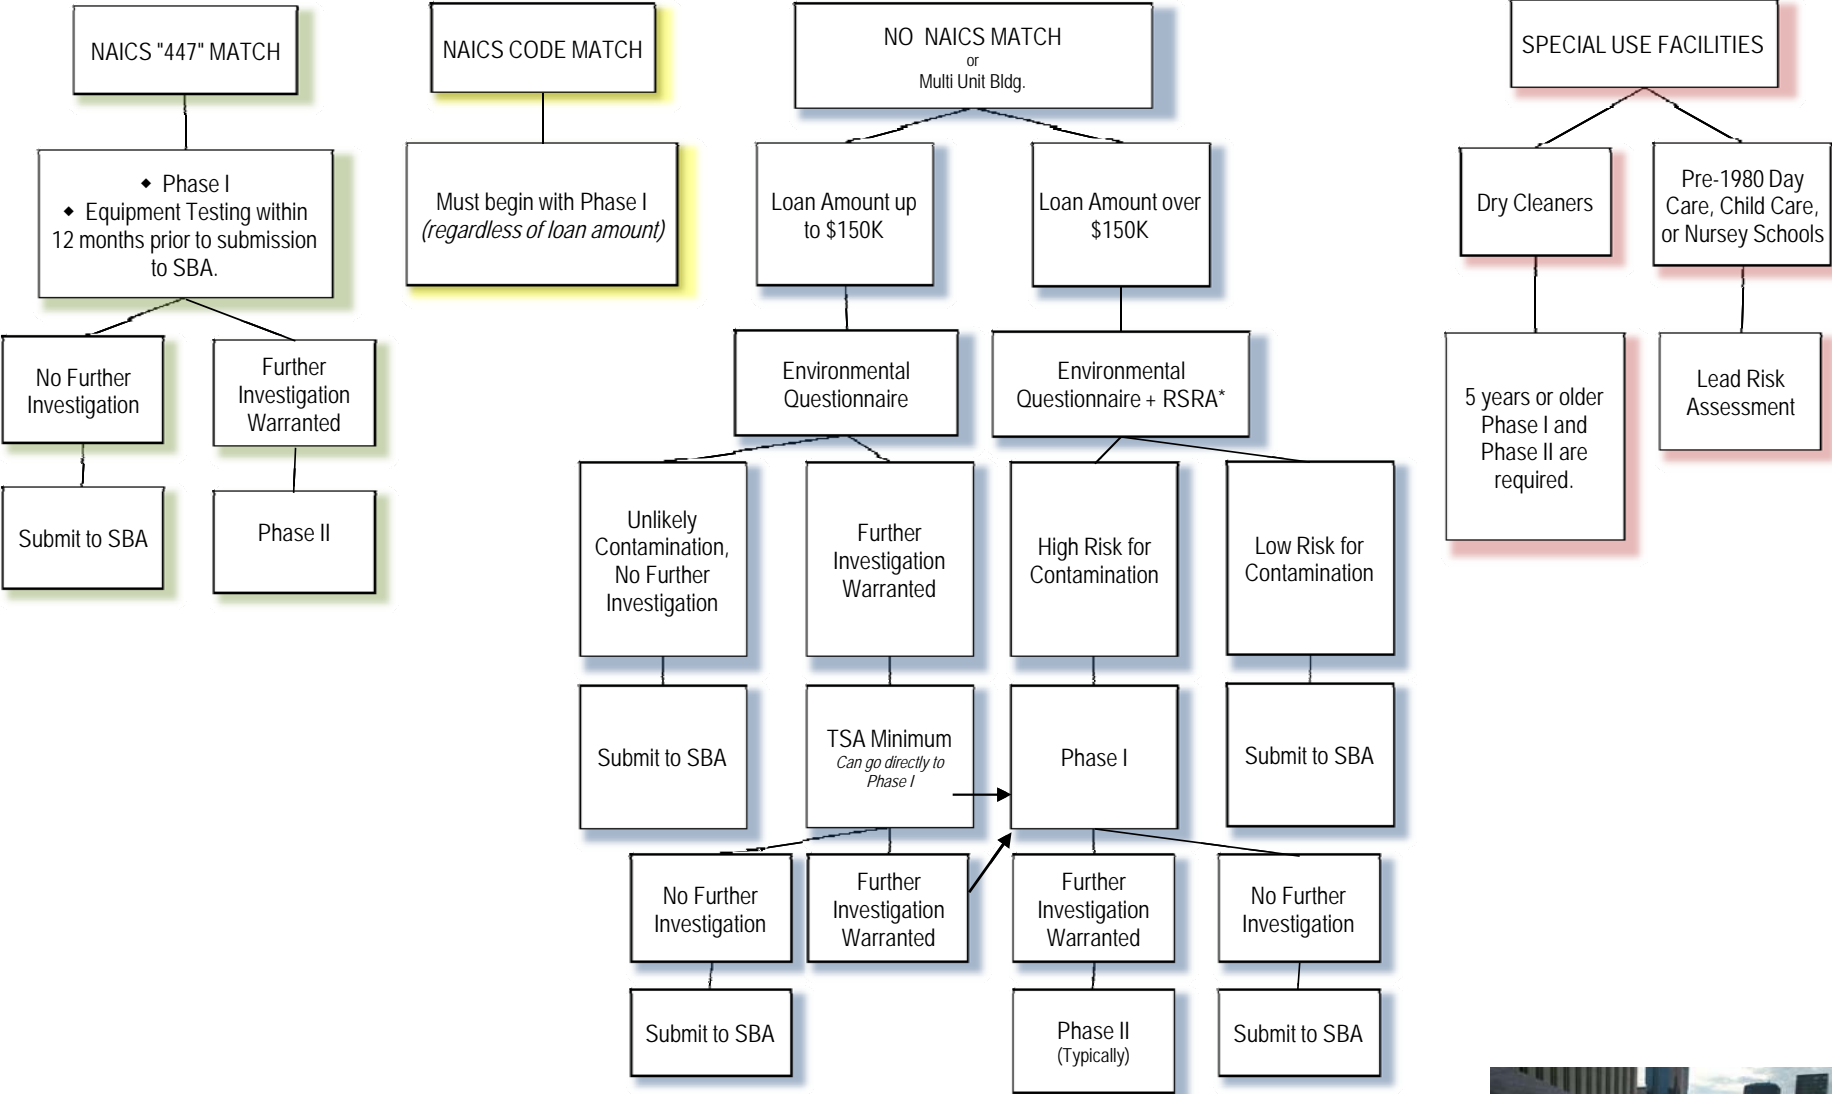 NAICS "447" MATCH
◆ Phase I
◆ Equipment Testing within
12 months prior to submission
to SBA.
No Further
Investigation
Submit to SBA
Further
Investigation
Warranted
Phase II
NAICS CODE MATCH
Must begin with Phase I
(regardless of loan amount)
NO NAICS MATCH
or
Multi Unit Bldg.
Loan Amount up
to $150K
Environmental
Questionnaire
Unlikely
Contamination,
No Further
Investigation
Submit to SBA
Further
Investigation
Warranted
TSA Minimum
Can go directly to
Phase I
No Further
Investigation
Submit to SBA
Further
Investigation
Warranted
Loan Amount over
$150K
Environmental
Questionnaire + RSRA*
High Risk for
Contamination
Phase I
Further
Investigation
Warranted
Phase II
(Typically)
No Further
Investigation
Submit to SBA
Low Risk for
Contamination
Submit to SBA
SPECIAL USE FACILITIES
Dry Cleaners
5 years or older
Phase I and
Phase II are
required.
Pre-1980 Day
Care, Child Care,
or Nursey Schools
Lead Risk
Assessment